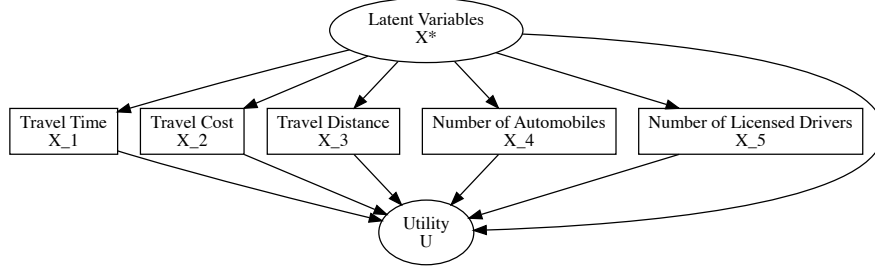 Latent Variables
X*
Travel Time
X_1
Travel Cost
X_2
Travel Distance
X_3
Number of Automobiles
X_4
Number of Licensed Drivers
X_5
Utility
U